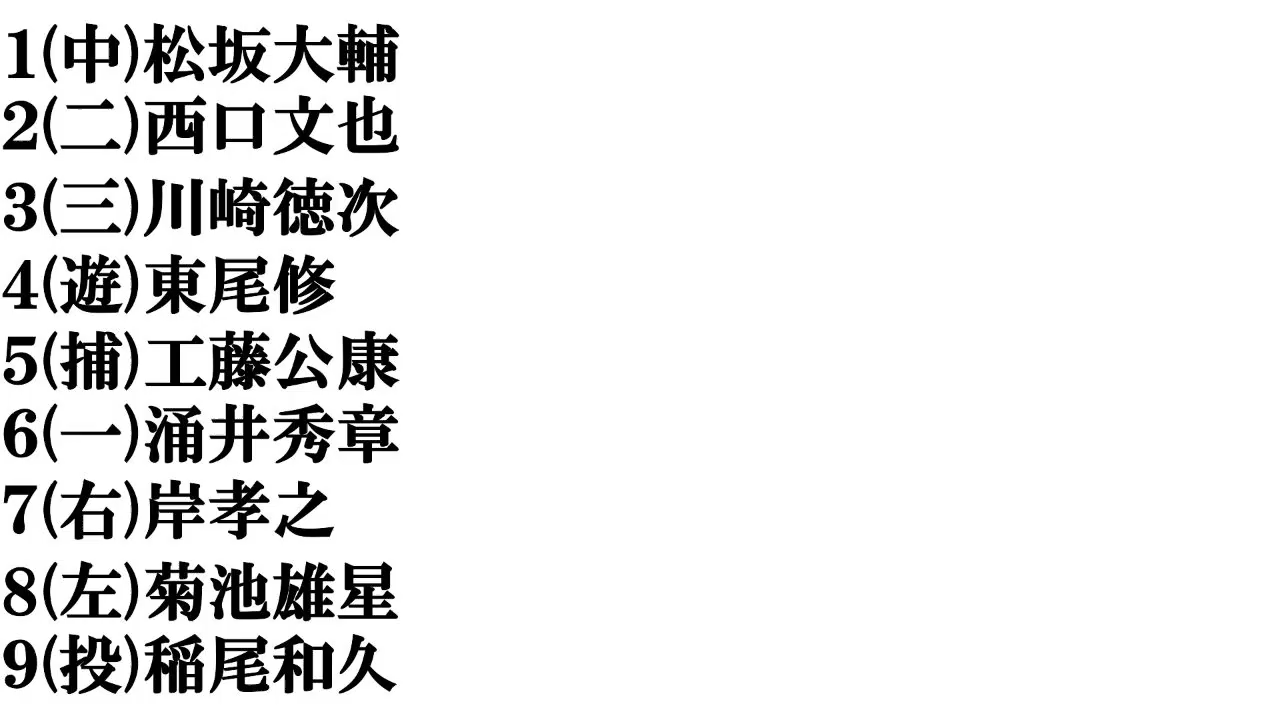 1(中)松坂大輔
2(二)西口文也
3(三)川崎徳次
4(遊)東尾修
5(捕)工藤公康
6(一)涌井秀章
7(右)岸孝之
8(左)菊池雄星
9(投)稲尾和久